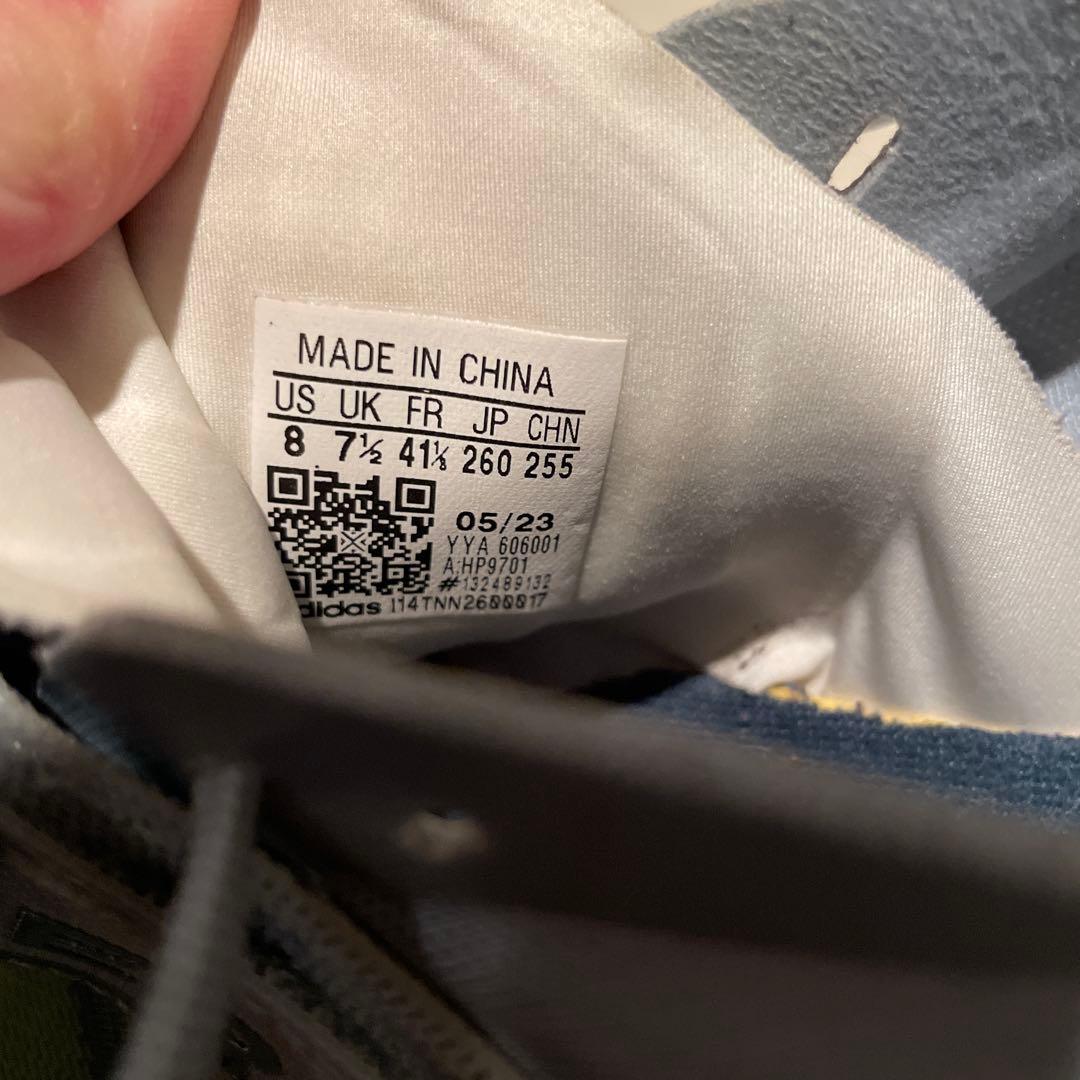 MADE IN CHINA
US UK FR JP CHN
8 7½ 41⅓ 260 255
05/23
YYA 606001
A:HP9701
#132489132
adidas 114TNN2600017